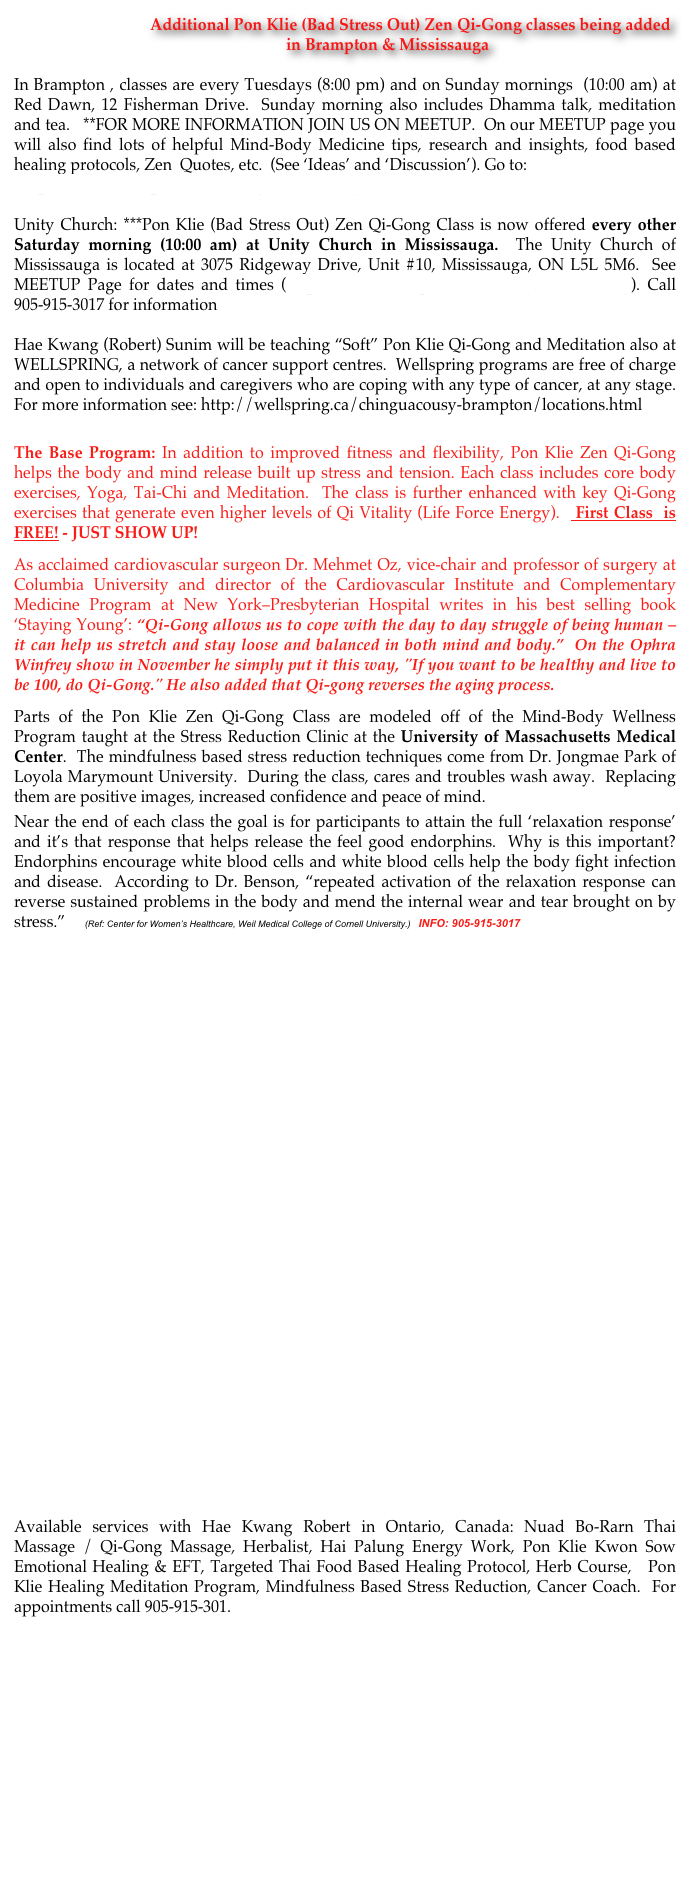 Additional Pon Klie (Bad Stress Out) Zen Qi-Gong classes being added
in Brampton & Mississauga
In Brampton , classes are every Tuesdays (8:00 pm) and on Sunday mornings  (10:00 am) at
Red Dawn, 12 Fisherman Drive.  Sunday morning also includes Dhamma talk, meditation
and tea.   **FOR MORE INFORMATION JOIN US ON MEETUP.  On our MEETUP page you
will also find lots of helpful Mind-Body Medicine tips, research and insights, food based
healing protocols, Zen  Quotes, etc.  (See ‘Ideas’ and ‘Discussion’). Go to:
Unity Church: ***Pon Klie (Bad Stress Out) Zen Qi-Gong Class is now offered every other
Saturday morning (10:00 am) at Unity Church in Mississauga.  The Unity Church of
Mississauga is located at 3075 Ridgeway Drive, Unit #10, Mississauga, ON L5L 5M6.  See
MEETUP Page for dates and times ( ). Call
905-915-3017 for information
Hae Kwang (Robert) Sunim will be teaching “Soft” Pon Klie Qi-Gong and Meditation also at
WELLSPRING, a network of cancer support centres.  Wellspring programs are free of charge
and open to individuals and caregivers who are coping with any type of cancer, at any stage.
For more information see: http://wellspring.ca/chinguacousy-brampton/locations.html
The Base Program: In addition to improved fitness and flexibility, Pon Klie Zen Qi-Gong
helps the body and mind release built up stress and tension. Each class includes core body
exercises, Yoga, Tai-Chi and Meditation.  The class is further enhanced with key Qi-Gong
exercises that generate even higher levels of Qi Vitality (Life Force Energy).   First Class  is
FREE! - JUST SHOW UP!
As acclaimed cardiovascular surgeon Dr. Mehmet Oz, vice-chair and professor of surgery at
Columbia University and director of the Cardiovascular Institute and Complementary
Medicine Program at New York–Presbyterian Hospital writes in his best selling book
‘Staying Young’: “Qi-Gong allows us to cope with the day to day struggle of being human –
it can help us stretch and stay loose and balanced in both mind and body.”  On the Ophra
Winfrey show in November he simply put it this way, "If you want to be healthy and live to
be 100, do Qi-Gong." He also added that Qi-gong reverses the aging process.
Parts of the Pon Klie Zen Qi-Gong Class are modeled off of the Mind-Body Wellness
Program taught at the Stress Reduction Clinic at the University of Massachusetts Medical
Center.  The mindfulness based stress reduction techniques come from Dr. Jongmae Park of
Loyola Marymount University.  During the class, cares and troubles wash away.  Replacing
them are positive images, increased confidence and peace of mind.
Near the end of each class the goal is for participants to attain the full ‘relaxation response’
and it’s that response that helps release the feel good endorphins.  Why is this important?
Endorphins encourage white blood cells and white blood cells help the body fight infection
and disease.  According to Dr. Benson, “repeated activation of the relaxation response can
reverse sustained problems in the body and mend the internal wear and tear brought on by
stress.”    (Ref: Center for Women’s Healthcare, Weil Medical College of Cornell University.)   INFO: 905-915-3017
Available services with Hae Kwang Robert in Ontario, Canada: Nuad Bo-Rarn Thai
Massage / Qi-Gong Massage, Herbalist, Hai Palung Energy Work, Pon Klie Kwon Sow
Emotional Healing & EFT, Targeted Thai Food Based Healing Protocol, Herb Course,   Pon
Klie Healing Meditation Program, Mindfulness Based Stress Reduction, Cancer Coach.  For
appointments call 905-915-301.